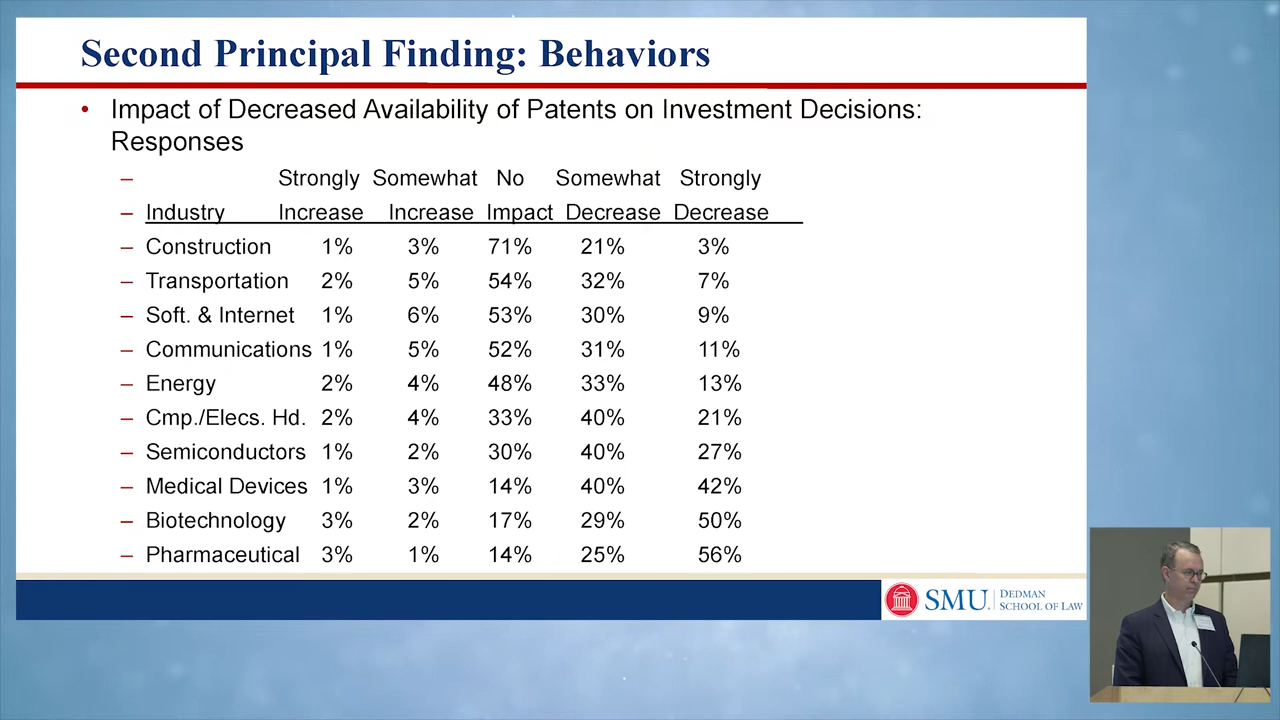 Second Principal Finding: Behaviors
• Impact of Decreased Availability of Patents on Investment Decisions:
Responses
– Strongly Somewhat No Somewhat Strongly
– Industry Increase Increase Impact Decrease Decrease
– Construction 1% 3% 71% 21% 3%
– Transportation 2% 5% 54% 32% 7%
– Soft. & Internet 1% 6% 53% 30% 9%
– Communications 1% 5% 52% 31% 11%
– Energy 2% 4% 48% 33% 13%
– Cmp./Elecs. Hd. 2% 4% 33% 40% 21%
– Semiconductors 1% 2% 30% 40% 27%
– Medical Devices 1% 3% 14% 40% 42%
– Biotechnology 3% 2% 17% 29% 50%
– Pharmaceutical 3% 1% 14% 25% 56%
SMU. DEDMAN
SCHOOL OF LAW